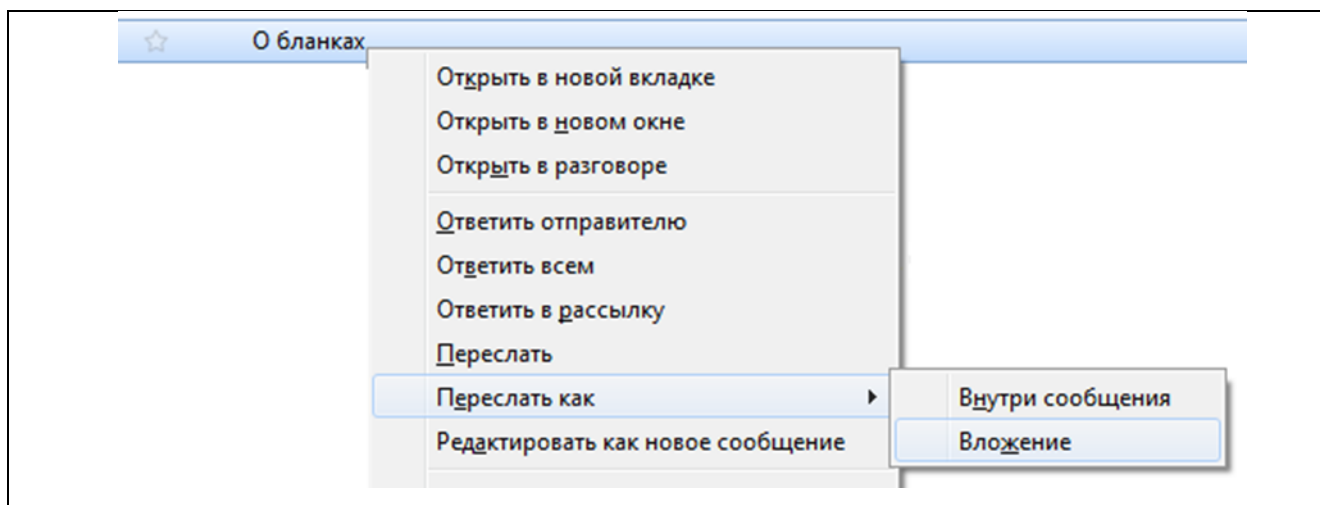 О бланках
Открыть в новой вкладке
Открыть в новом окне
Открыть в разговоре
Ответить отправителю
Ответить всем
Ответить в рассылку
Переслать
Переслать как
Внутри сообщения
Редактировать как новое сообщение
Вложение